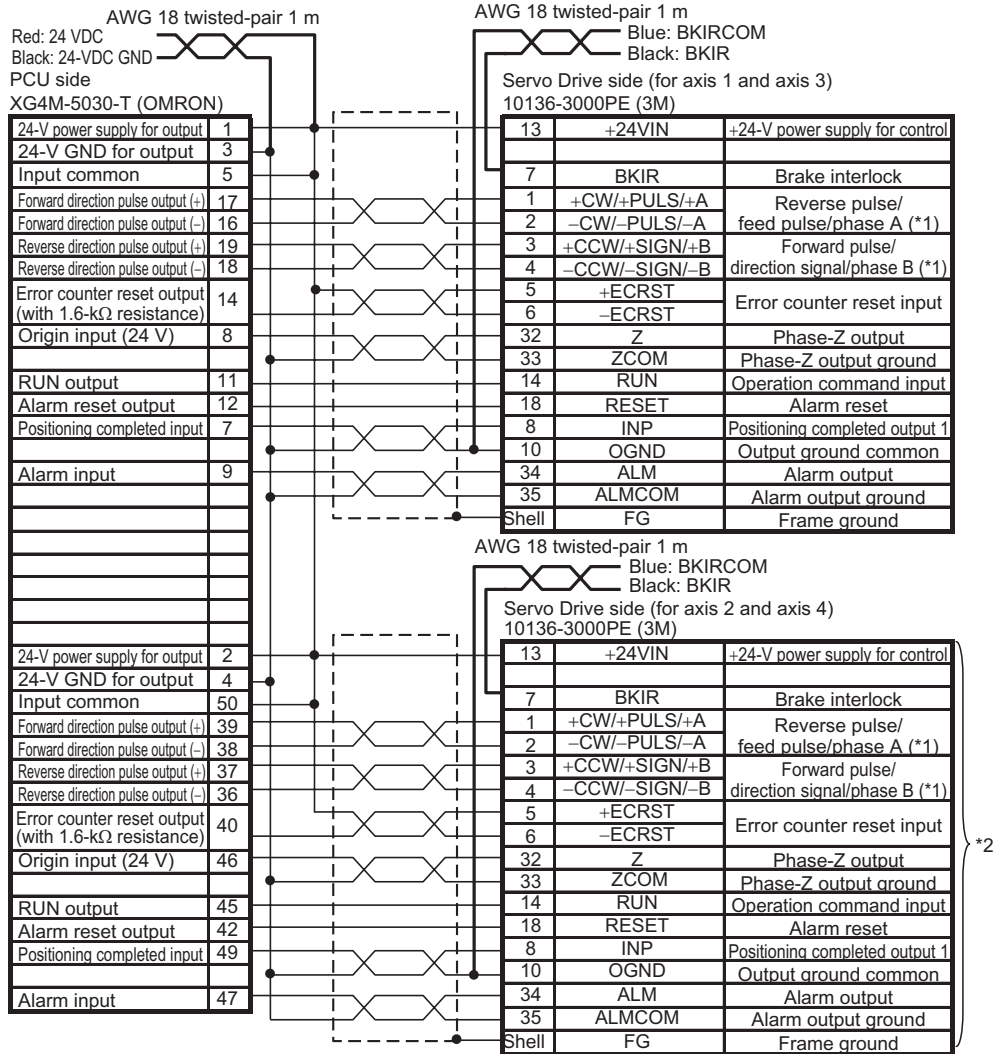 AWG 18 twisted-pair 1 m
Red: 24 VDC
Black: 24-VDC GND
PCU side
XG4M-5030-T (OMRON)
24-V power supply for output 1
24-V GND for output 3
Input common 5
Forward direction pulse output (+) 17
Forward direction pulse output (−) 16
Reverse direction pulse output (+) 19
Reverse direction pulse output (−) 18
Error counter reset output
(with 1.6-kΩ resistance) 14
Origin input (24 V) 8
RUN output 11
Alarm reset output 12
Positioning completed input 7
Alarm input 9
24-V power supply for output 2
24-V GND for output 4
Input common 50
Forward direction pulse output (+) 39
Forward direction pulse output (−) 38
Reverse direction pulse output (+) 37
Reverse direction pulse output (−) 36
Error counter reset output
(with 1.6-kΩ resistance) 40
Origin input (24 V) 46
RUN output 45
Alarm reset output 42
Positioning completed input 49
Alarm input 47
AWG 18 twisted-pair 1 m
Blue: BKIRCOM
Black: BKIR
Servo Drive side (for axis 1 and axis 3)
10136-3000PE (3M)
13 +24VIN +24-V power supply for control
7 BKIR Brake interlock
1 +CW/+PULS/+A Reverse pulse/
2 −CW/−PULS/−A feed pulse/phase A (*1)
3 +CCW/+SIGN/+B Forward pulse/
4 −CCW/−SIGN/−B direction signal/phase B (*1)
5 +ECRST Error counter reset input
6 −ECRST
32 Z Phase-Z output
33 ZCOM Phase-Z output ground
14 RUN Operation command input
18 RESET Alarm reset
8 INP Positioning completed output 1
10 OGND Output ground common
34 ALM Alarm output
35 ALMCOM Alarm output ground
Shell FG Frame ground
AWG 18 twisted-pair 1 m
Blue: BKIRCOM
Black: BKIR
Servo Drive side (for axis 2 and axis 4)
10136-3000PE (3M)
13 +24VIN +24-V power supply for control
7 BKIR Brake interlock
1 +CW/+PULS/+A Reverse pulse/
2 −CW/−PULS/−A feed pulse/phase A (*1)
3 +CCW/+SIGN/+B Forward pulse/
4 −CCW/−SIGN/−B direction signal/phase B (*1)
5 +ECRST Error counter reset input
6 −ECRST
32 Z Phase-Z output
33 ZCOM Phase-Z output ground
14 RUN Operation command input
18 RESET Alarm reset
8 INP Positioning completed output 1
10 OGND Output ground common
34 ALM Alarm output
35 ALMCOM Alarm output ground
Shell FG Frame ground
*2